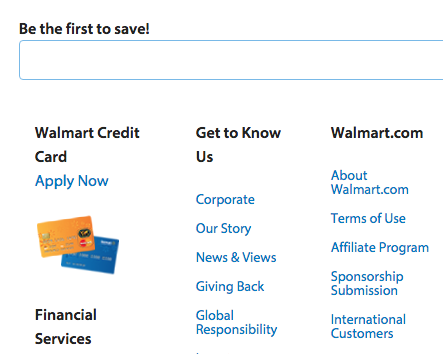 Be the first to save!
Walmart Credit
Card
Apply Now
Financial
Services
Get to Know
Us
Corporate
Our Story
News & Views
Giving Back
Global
Responsibility
Walmart.com
About
Walmart.com
Terms of Use
Affiliate Program
Sponsorship
Submission
International
Customers